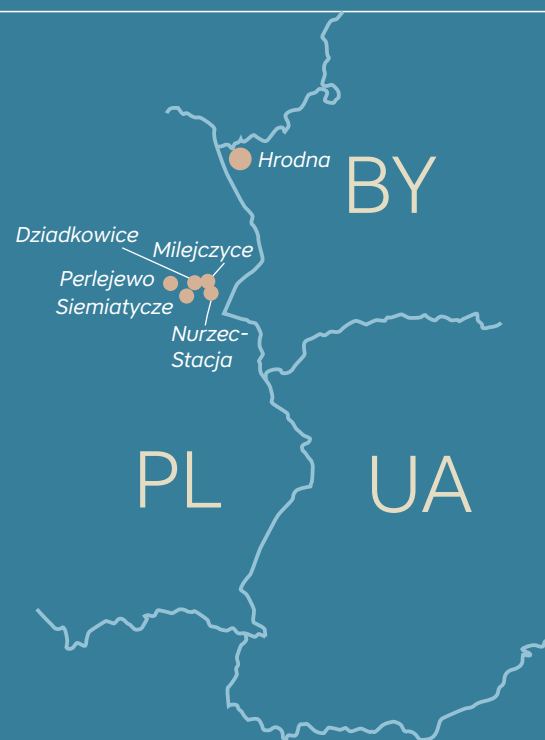 Hrodna
BY
Dziadkowice
Milejczyce
Perlejewo
Siemiatycze
Nurzec-
Stacja
PL
UA